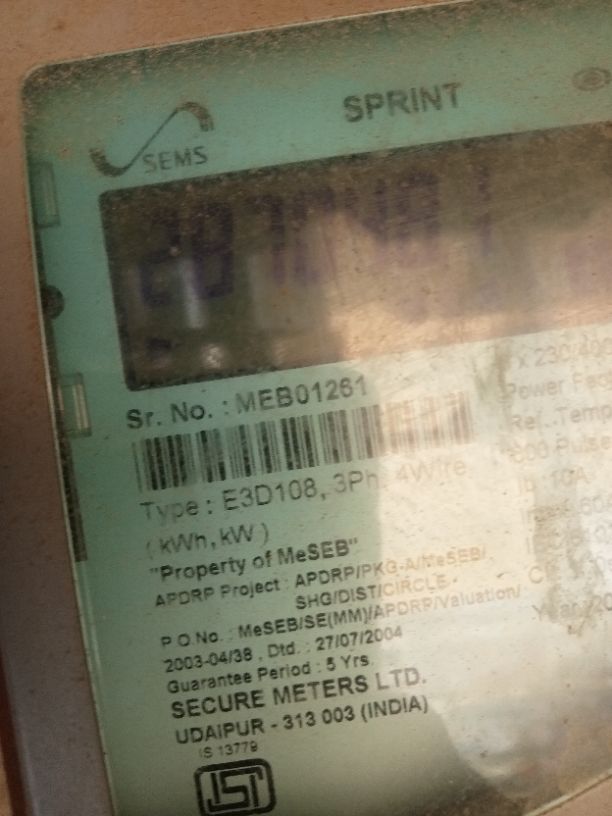 SPRINT
SEMS
Sr. No. : MEB01261
Type : E3D108, 3Ph, 4Wire
(kWh, kW)
"Property of MeSEB"
APDRP Project : APDRP/PKG-A/MeSEB/
SHG/DIST/CIRCLE
P.O.No. : MeSEB/SE(MM)/APDRP/Valuation/
2003-04/38 , Dtd. : 27/07/2004
Guarantee Period : 5 Yrs.
SECURE METERS LTD.
UDAIPUR - 313 003 (INDIA)
IS 13779
x 230/
Power
Ref. Temp
Ib 10A